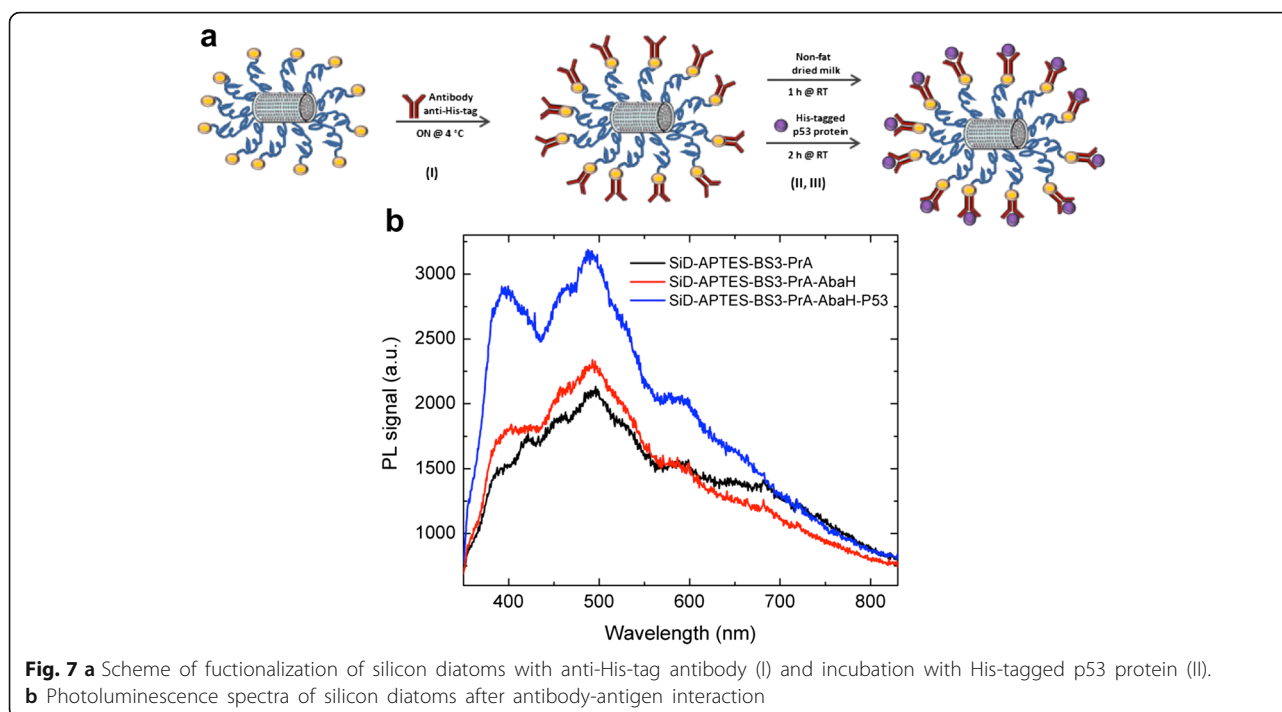 a
Antibody
anti-His-tag
ON @ 4 °C
(I)
Non-fat
dried milk
1 h @ RT
His-tagged
p53 protein
2 h @ RT
(II, III)
b
SiD-APTES-BS3-PrA
SiD-APTES-BS3-PrA-AbaH
SiD-APTES-BS3-PrA-AbaH-P53
PL signal (a.u.)
3000
2500
2000
1500
1000
400 500 600 700 800
Wavelength (nm)
Fig. 7 a Scheme of fuctionalization of silicon diatoms with anti-His-tag antibody (I) and incubation with His-tagged p53 protein (II).
b Photoluminescence spectra of silicon diatoms after antibody-antigen interaction